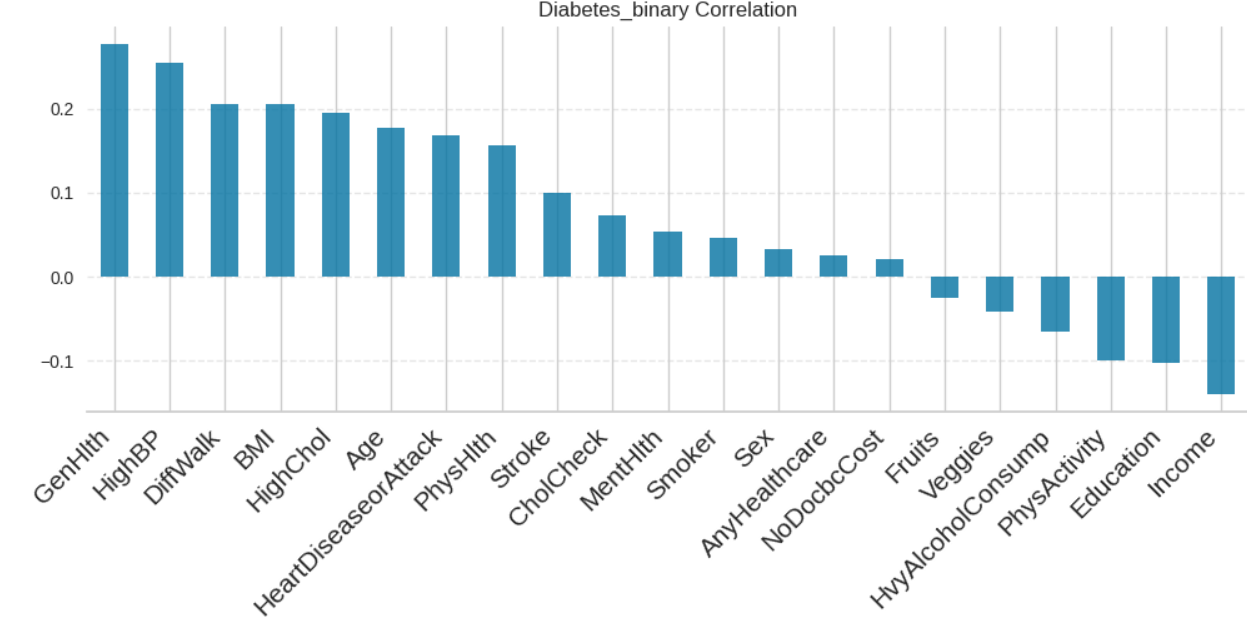 Diabetes_binary Correlation
0.2
0.1
0.0
−0.1
GenHlth
HighBP
DiffWalk
BMI
HighChol
Age
HeartDiseaseorAttack
PhysHlth
Stroke
CholCheck
MentHlth
Smoker
Sex
AnyHealthcare
NoDocbcCost
Fruits
Veggies
HvyAlcoholConsump
PhysActivity
Education
Income